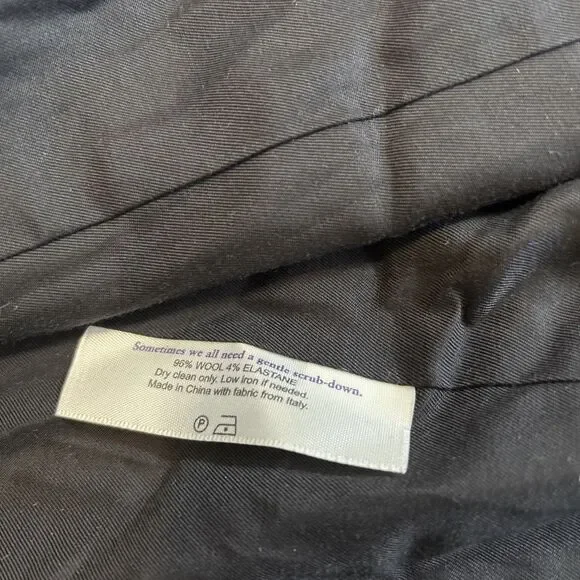 Sometimes we all need a gentle scrub-down.
96% WOOL 4% ELASTANE
Dry clean only. Low iron if needed.
Made in China with fabric from Italy.
P